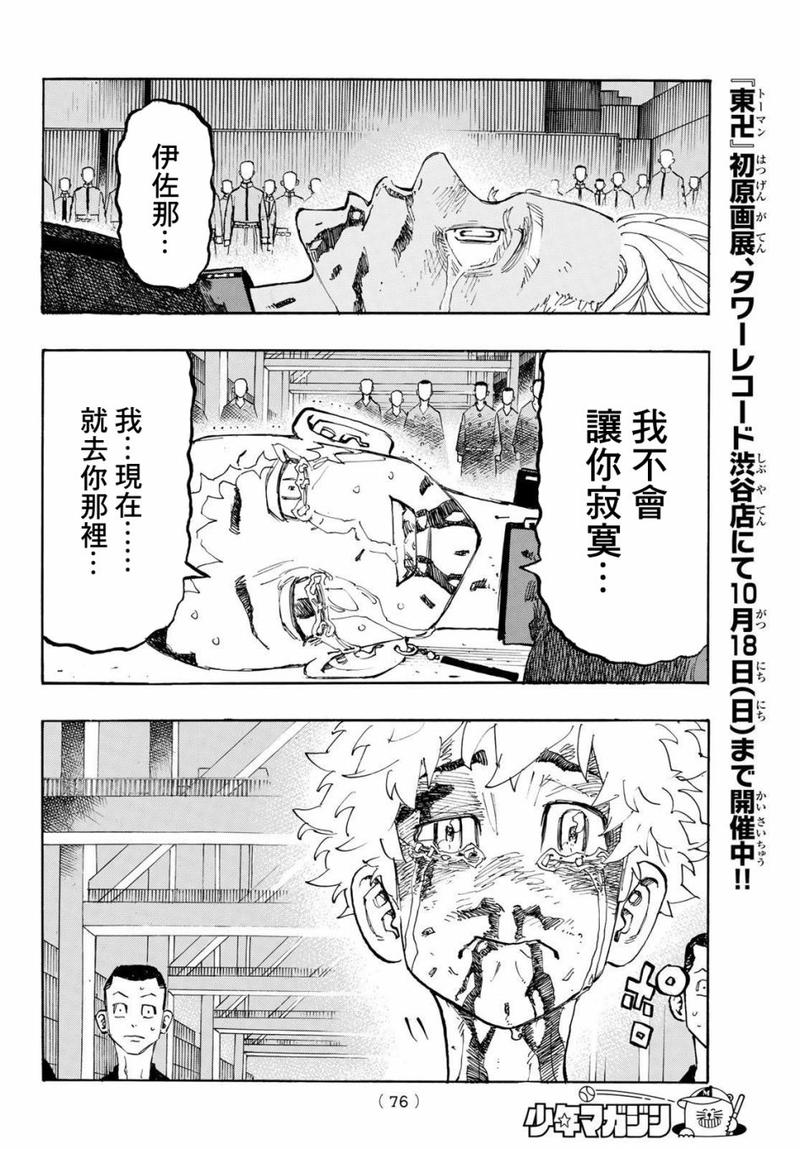 『東卍』初原画展、タワーレコード渋谷店にて10月18日(日)まで開催中!!
トーマン
はつげんがてん
しぶやてん
がつ
にち
にち
かいさいちゅう
伊佐那…
我不會
讓你寂寞…
我…現在……
就去你那裡…
ポロ
ポロ
(76)
少年マガジン